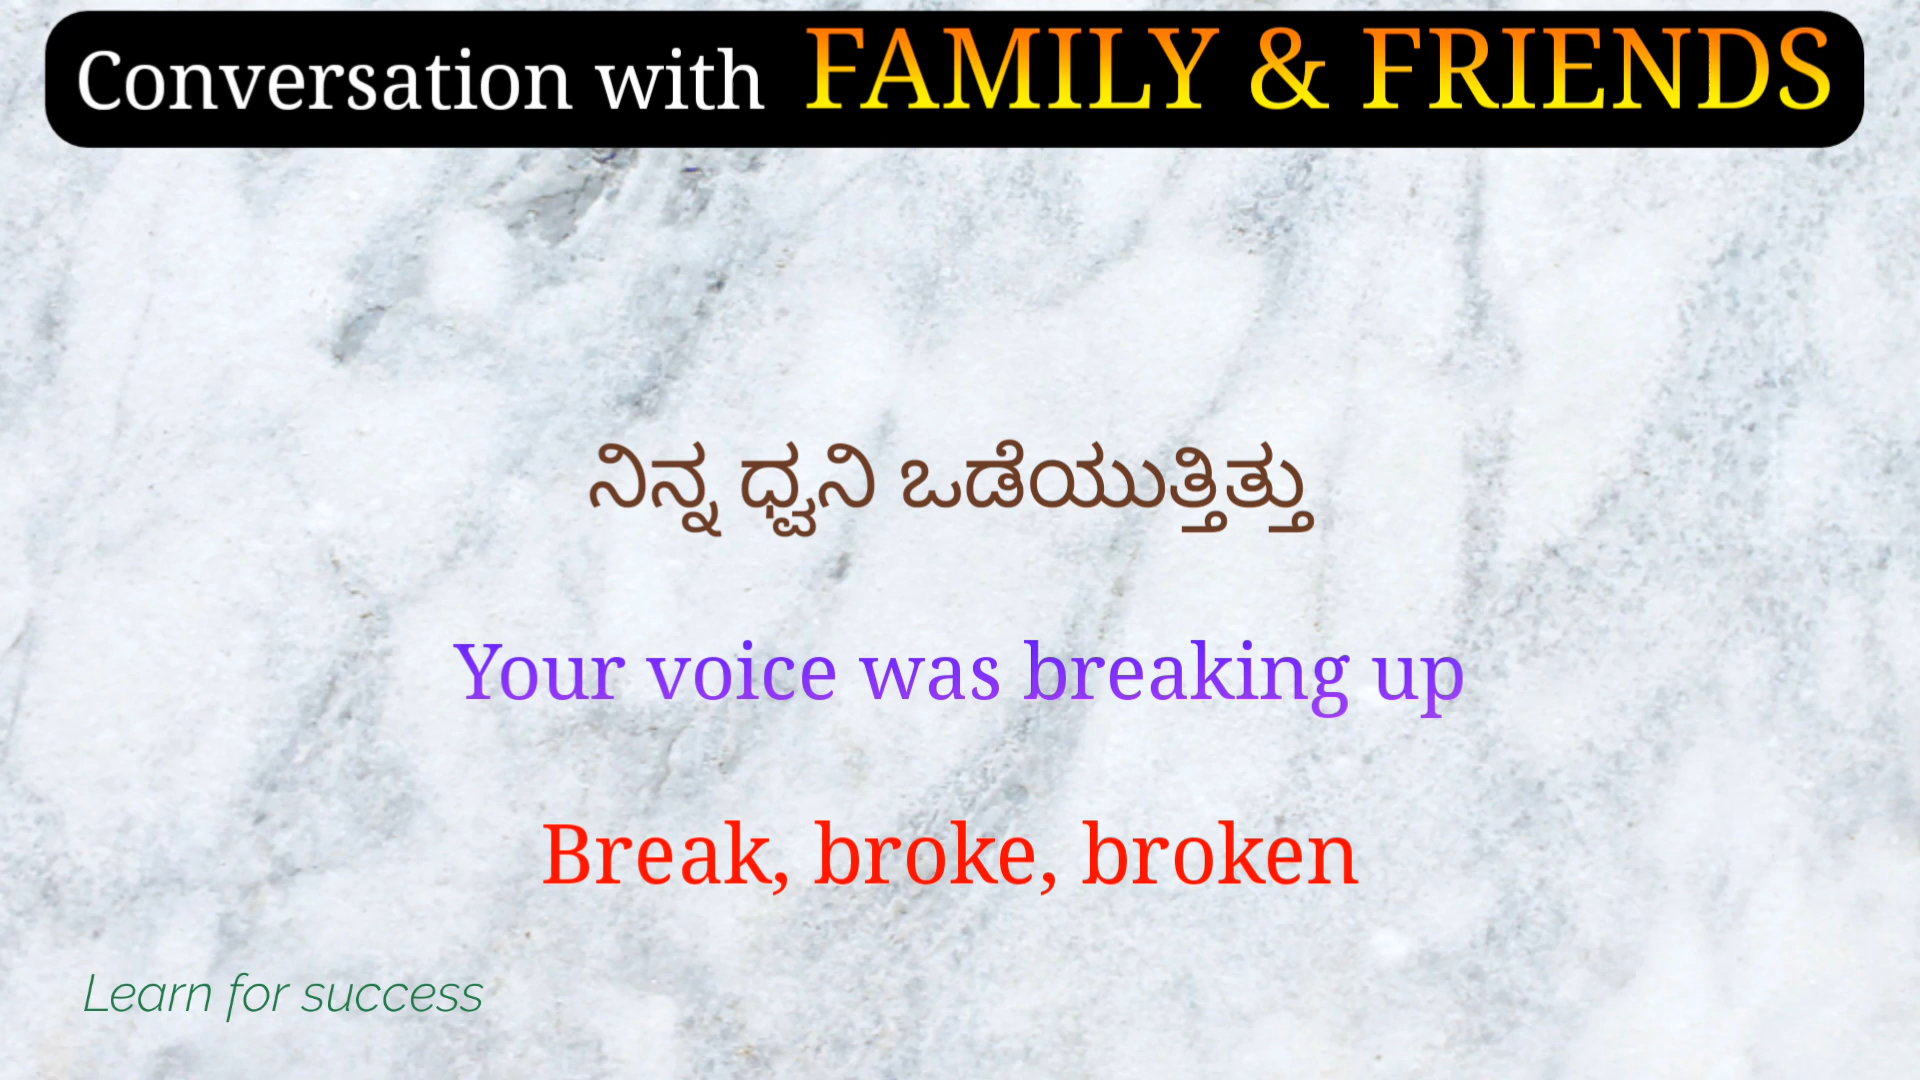 Conversation with FAMILY & FRIENDS
ನಿನ್ನ ಧ್ವನಿ ಒಡೆಯುತ್ತಿತ್ತು
Your voice was breaking up
Break, broke, broken
Learn for success